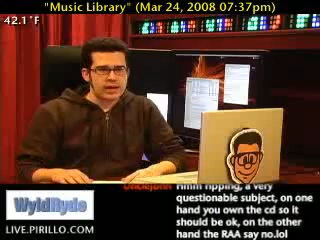 "Music Library" (Mar 24, 2008 07:37pm)
42.1°F
UncleJohn Hmm ripping, a very
questionable subject, on one
hand you own the cd so it
should be ok, on the other
hand the RAA say no.lol
WyldRyde
LIVE.PIRILLO.COM